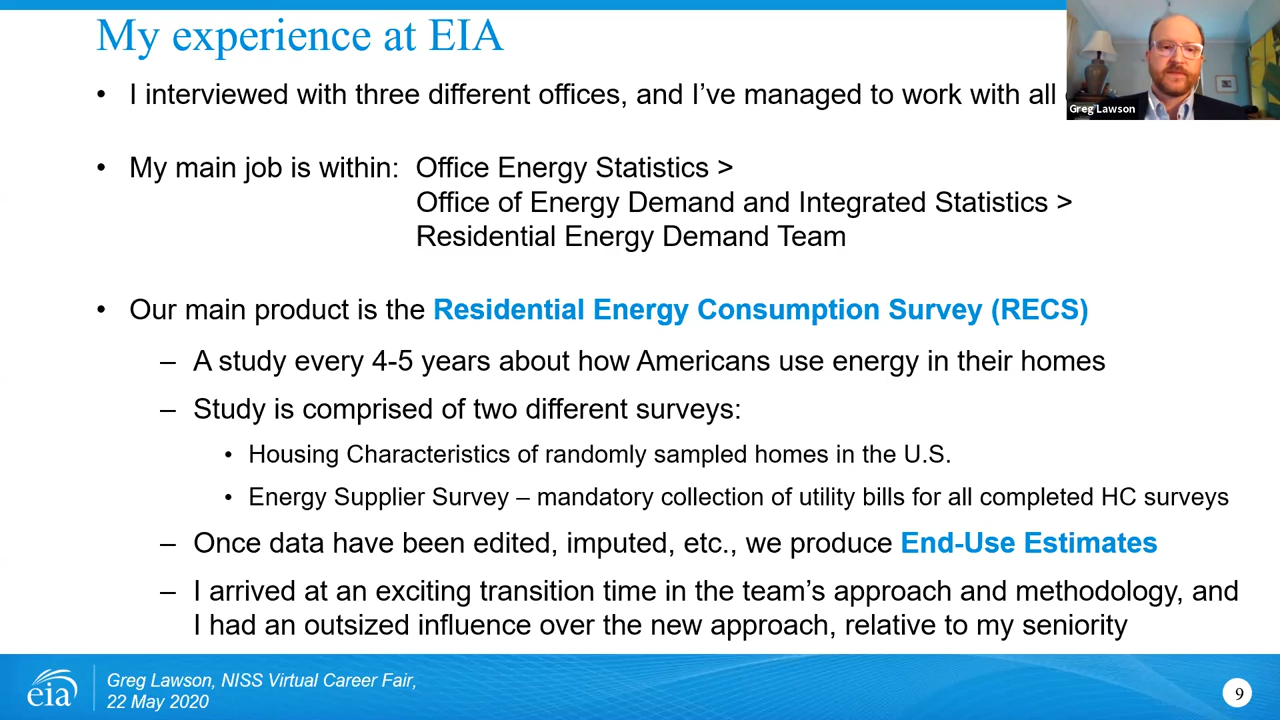 My experience at EIA
• I interviewed with three different offices, and I've managed to work with all
Greg Lawson
• My main job is within: Office Energy Statistics >
Office of Energy Demand and Integrated Statistics >
Residential Energy Demand Team
• Our main product is the Residential Energy Consumption Survey (RECS)
– A study every 4-5 years about how Americans use energy in their homes
– Study is comprised of two different surveys:
• Housing Characteristics of randomly sampled homes in the U.S.
• Energy Supplier Survey – mandatory collection of utility bills for all completed HC surveys
– Once data have been edited, imputed, etc., we produce End-Use Estimates
– I arrived at an exciting transition time in the team's approach and methodology, and
I had an outsized influence over the new approach, relative to my seniority
eia
Greg Lawson, NISS Virtual Career Fair,
22 May 2020
9